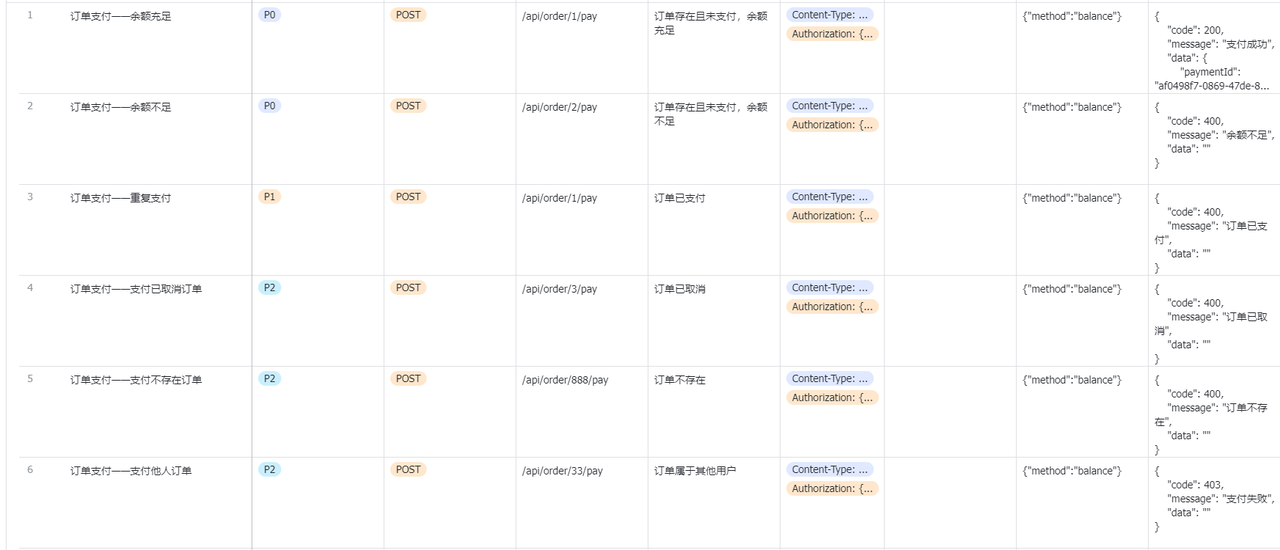 1 订单支付——余额充足 P0 POST /api/order/1/pay 订单存在且未支付，余额 Content-Type: ... {"method":"balance"} {
充足 Authorization: {... "code": 200,
"message": "支付成功",
"data": {
"paymentId":
"af0498f7-0869-47de-8...
2 订单支付——余额不足 P0 POST /api/order/2/pay 订单存在且未支付，余额 Content-Type: ... {"method":"balance"} {
不足 Authorization: {... "code": 400,
"message": "余额不足",
"data": ""
}
3 订单支付——重复支付 P1 POST /api/order/1/pay 订单已支付 Content-Type: ... {"method":"balance"} {
Authorization: {... "code": 400,
"message": "订单已支
付",
"data": ""
}
4 订单支付——支付已取消订单 P2 POST /api/order/3/pay 订单已取消 Content-Type: ... {"method":"balance"} {
Authorization: {... "code": 400,
"message": "订单已取
消",
"data": ""
}
5 订单支付——支付不存在订单 P2 POST /api/order/888/pay 订单不存在 Content-Type: ... {"method":"balance"} {
Authorization: {... "code": 400,
"message": "订单不存
在",
"data": ""
}
6 订单支付——支付他人订单 P2 POST /api/order/33/pay 订单属于其他用户 Content-Type: ... {"method":"balance"} {
Authorization: {... "code": 403,
"message": "支付失败",
"data": ""
}